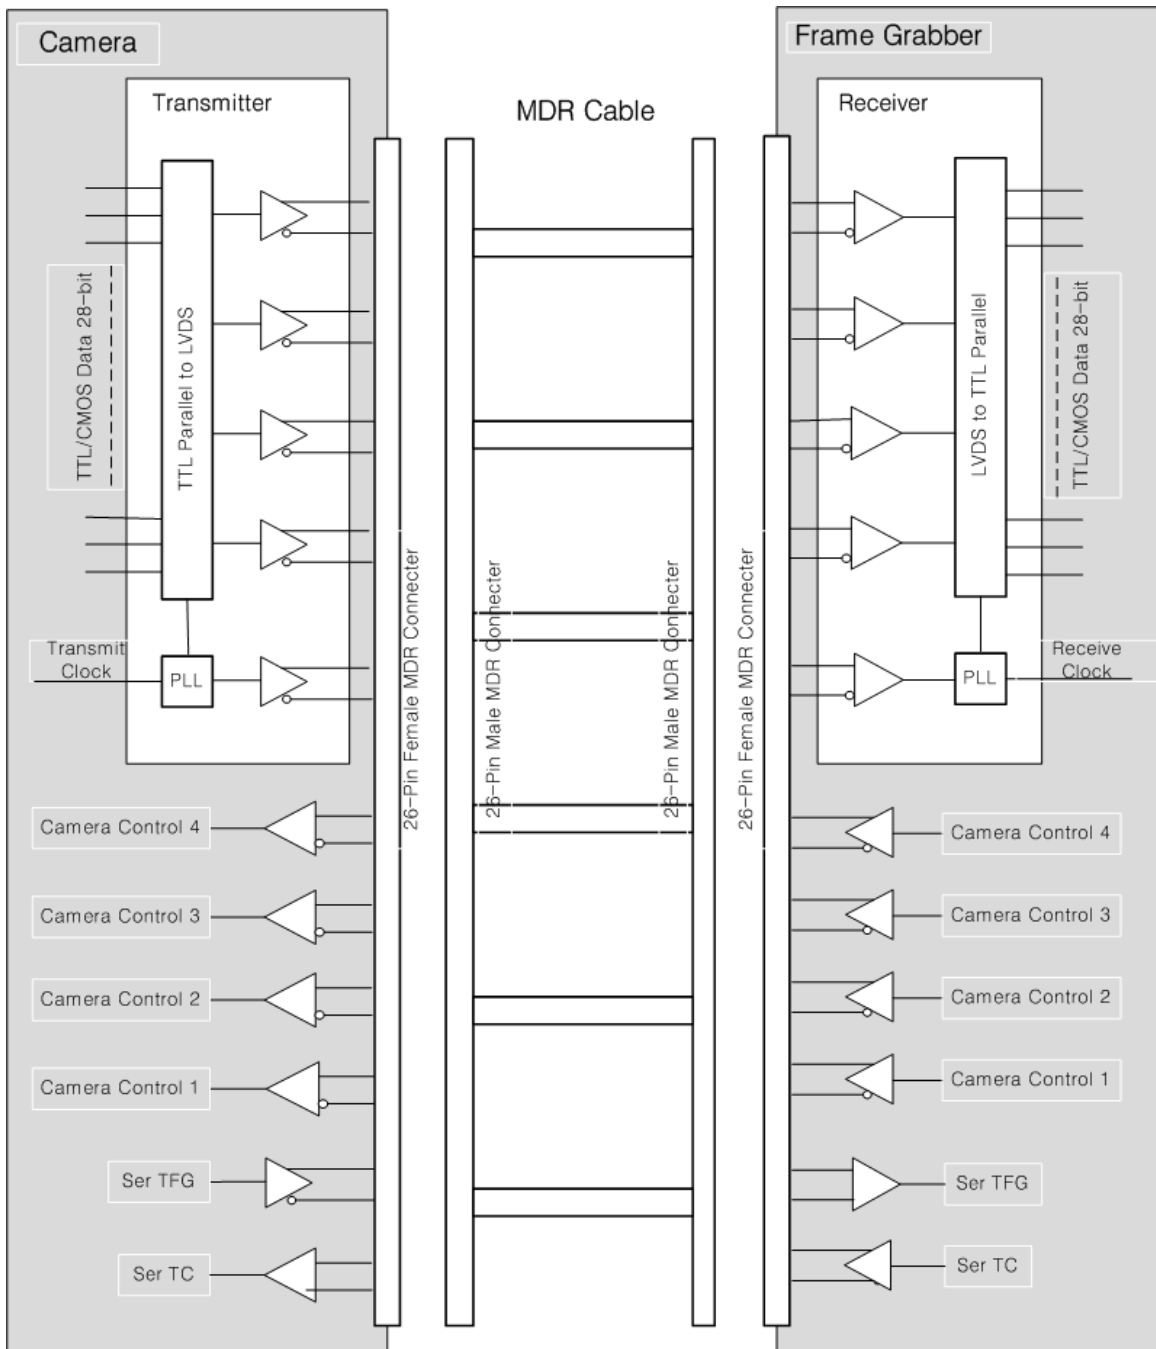 Camera
Frame Grabber
MDR Cable
Transmitter
Receiver
TTL/CMOS Data 28-bit
TTL Parallel to LVDS
LVDS to TTL Parallel
TTL/CMOS Data 28-bit
26-Pin Female MDR Connecter
26-Pin Male MDR Connecter
26-Pin Male MDR Connecter
26-Pin Female MDR Connecter
Transmit
Clock
PLL
PLL
Receive
Clock
Camera Control 4
Camera Control 4
Camera Control 3
Camera Control 3
Camera Control 2
Camera Control 2
Camera Control 1
Camera Control 1
Ser TFG
Ser TFG
Ser TC
Ser TC